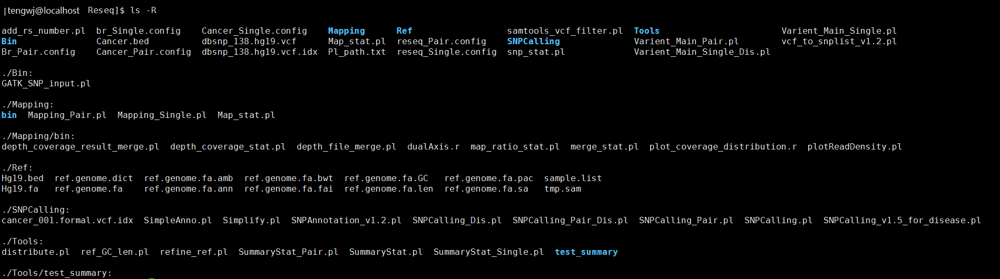 [tengwj@localhost Reseq]$ ls -R
add_rs_number.pl br_Single.config Cancer_Single.config Mapping Ref samtools_vcf_filter.pl Tools Varient_Main_Single.pl
Bin Cancer.bed dbsnp_138.hg19.vcf Map_stat.pl reseq_Pair.config SNPCalling Varient_Main_Pair.pl vcf_to_snplist_v1.2.pl
Br_Pair.config Cancer_Pair.config dbsnp_138.hg19.vcf.idx Pl_path.txt reseq_Single.config snp_stat.pl Varient_Main_Single_Dis.pl
./Bin:
GATK_SNP_input.pl
./Mapping:
bin Mapping_Pair.pl Mapping_Single.pl Map_stat.pl
./Mapping/bin:
depth_coverage_result_merge.pl depth_coverage_stat.pl depth_file_merge.pl dualAxis.r map_ratio_stat.pl merge_stat.pl plot_coverage_distribution.r plotReadDensity.pl
./Ref:
Hg19.bed ref.genome.dict ref.genome.fa.amb ref.genome.fa.bwt ref.genome.fa.GC ref.genome.fa.pac sample.list
Hg19.fa ref.genome.fa ref.genome.fa.ann ref.genome.fa.fai ref.genome.fa.len ref.genome.fa.sa tmp.sam
./SNPCalling:
cancer_001.formal.vcf.idx SimpleAnno.pl Simplify.pl SNPAnnotation_v1.2.pl SNPCalling_Dis.pl SNPCalling_Pair_Dis.pl SNPCalling_Pair.pl SNPCalling.pl SNPCalling_v1.5_for_disease.pl
./Tools:
distribute.pl ref_GC_len.pl refine_ref.pl SummaryStat_Pair.pl SummaryStat.pl SummaryStat_Single.pl test_summary
./Tools/test_summary: